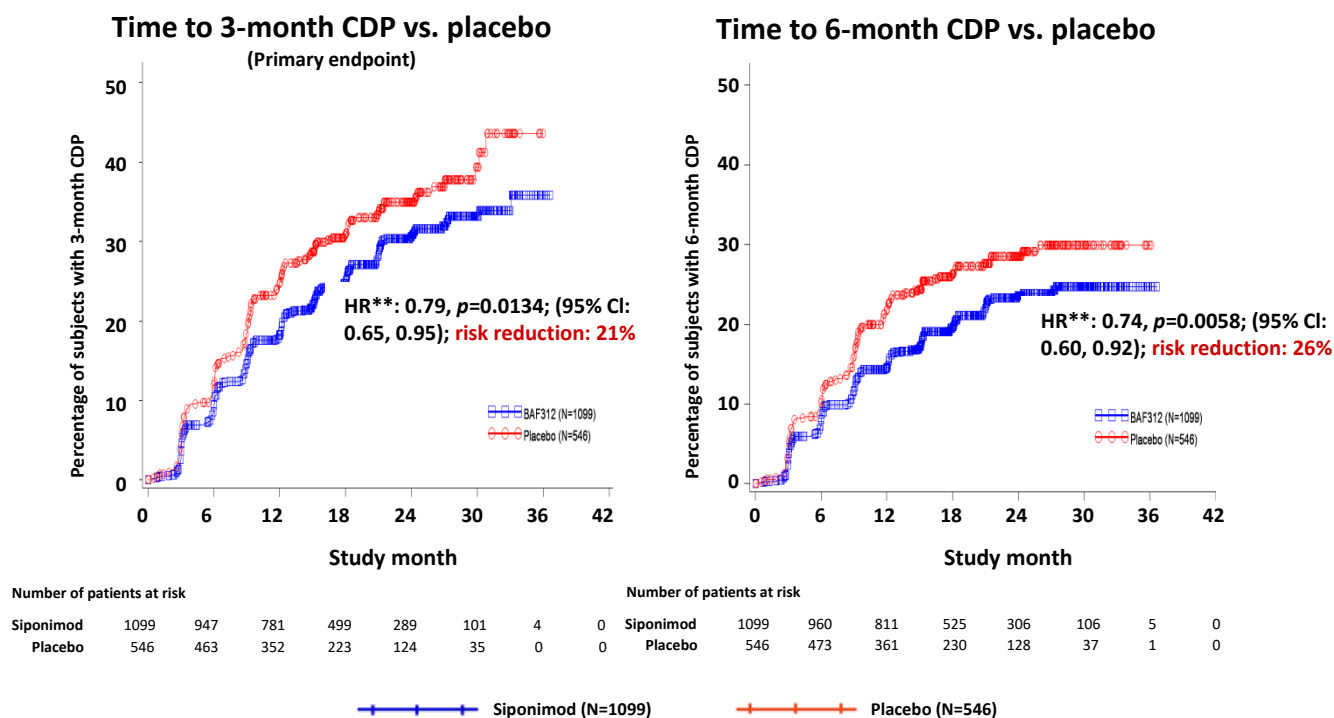 Time to 3-month CDP vs. placebo
(Primary endpoint)
Percentage of subjects with 3-month CDP
50
40
30
20
10
0
HR**: 0.79, p=0.0134; (95% CI:
0.65, 0.95); risk reduction: 21%
BAF312 (N=1099)
Placebo (N=546)
0 6 12 18 24 30 36 42
Study month
Number of patients at risk
Siponimod 1099 947 781 499 289 101 4 0
Placebo 546 463 352 223 124 35 0 0
Time to 6-month CDP vs. placebo
Percentage of subjects with 6-month CDP
50
40
30
20
10
0
HR**: 0.74, p=0.0058; (95% CI:
0.60, 0.92); risk reduction: 26%
BAF312 (N=1099)
Placebo (N=546)
0 6 12 18 24 30 36 42
Study month
Number of patients at risk
Siponimod 1099 960 811 525 306 106 5 0
Placebo 546 473 361 230 128 37 1 0
Siponimod (N=1099) Placebo (N=546)